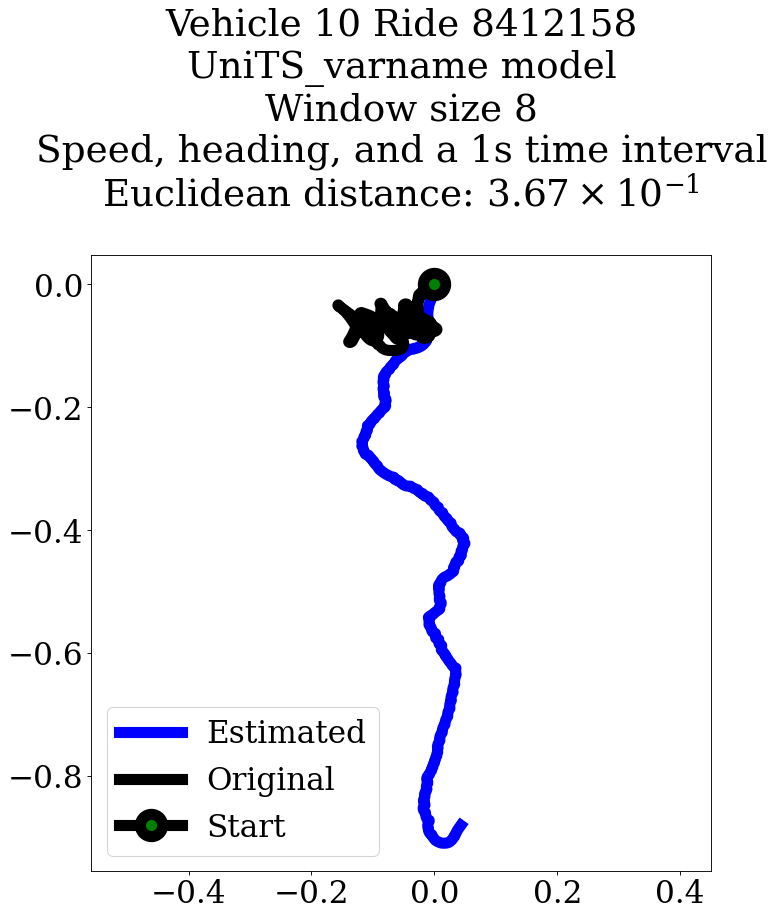 Vehicle 10 Ride 8412158
UniTS_varname model
Window size 8
Speed, heading, and a 1s time interval
Euclidean distance: 3.67 × 10⁻¹
0.0
−0.2
−0.4
−0.6
−0.8
Estimated
Original
Start
−0.4 −0.2 0.0 0.2 0.4